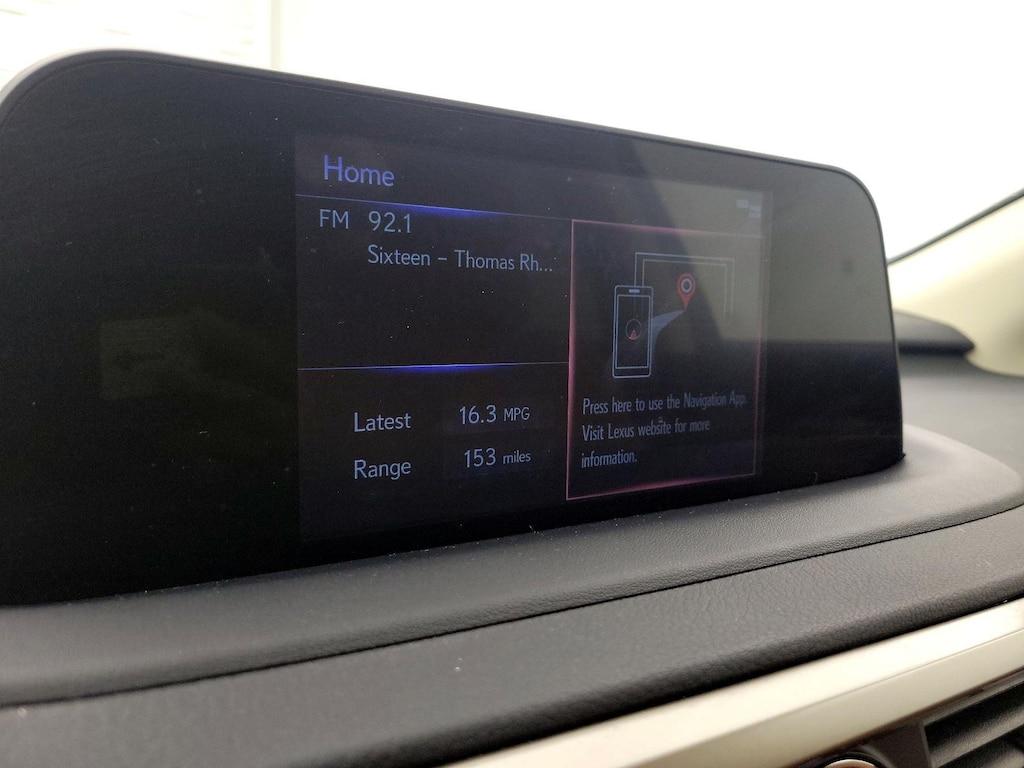 Home
FM 92.1
Sixteen – Thomas Rh...
Latest 16.3 MPG
Range 153 miles
Press here to use the Navigation App.
Visit Lexus website for more
information.